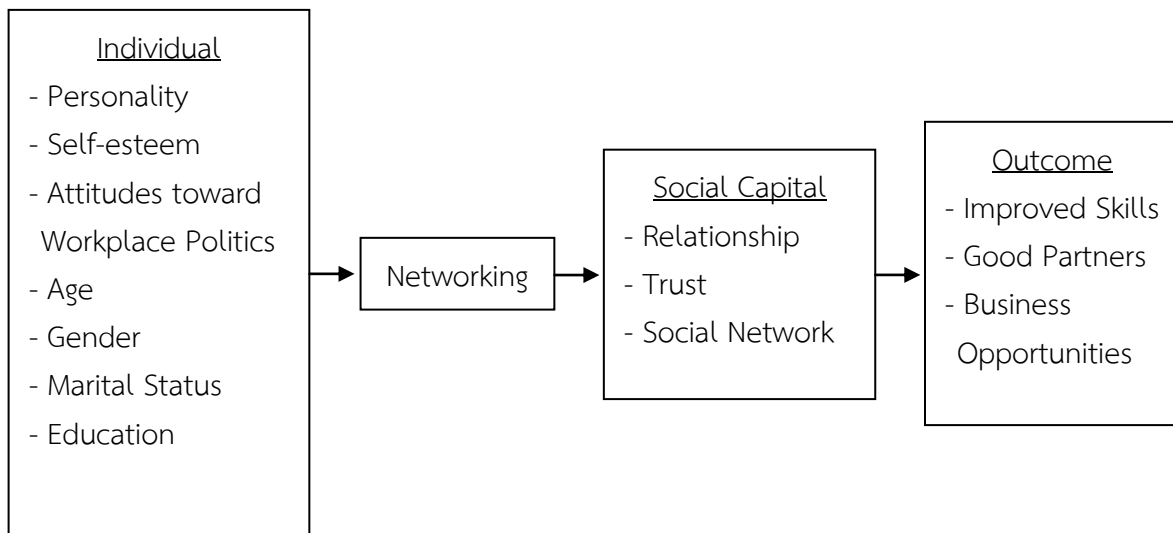 Individual
- Personality
- Self-esteem
- Attitudes toward
Workplace Politics
- Age
- Gender
- Marital Status
- Education
Networking
Social Capital
- Relationship
- Trust
- Social Network
Outcome
- Improved Skills
- Good Partners
- Business
Opportunities